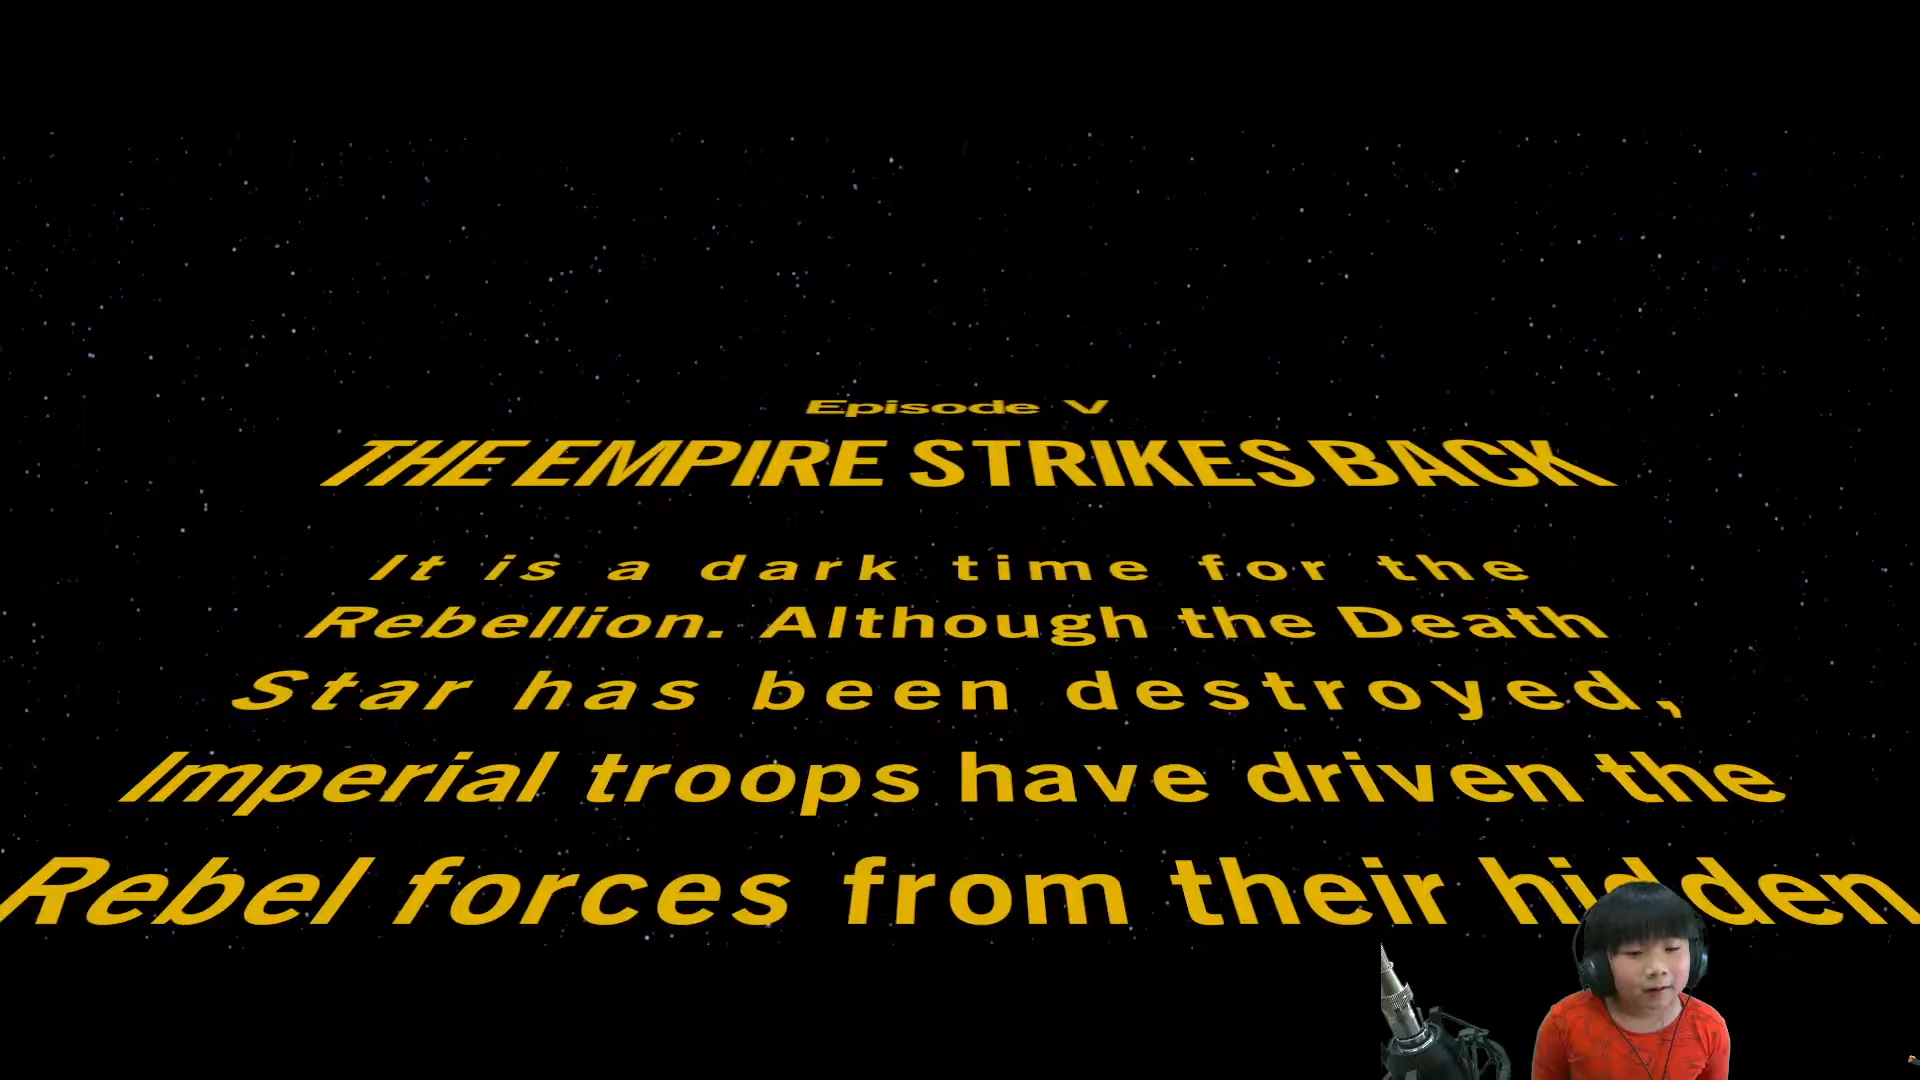 Episode V
THE EMPIRE STRIKES BACK
It is a dark time for the
Rebellion. Although the Death
Star has been destroyed,
Imperial troops have driven the
Rebel forces from their hidden